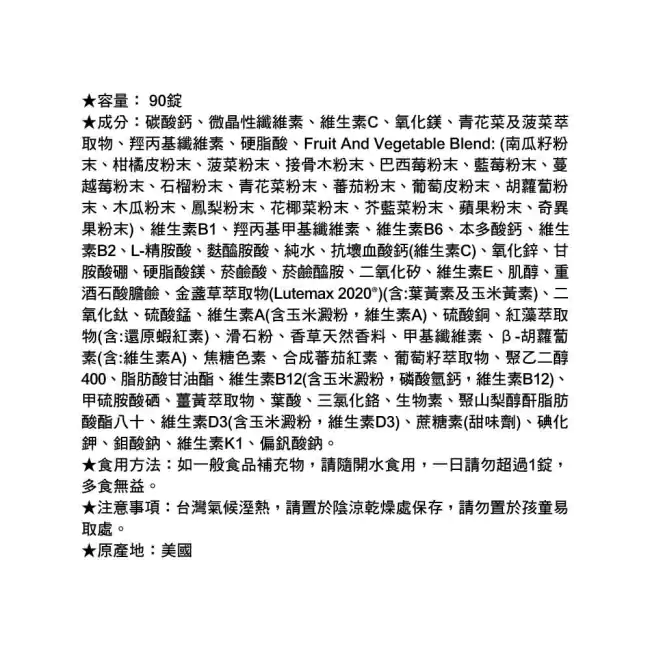 ★容量： 90錠
★成分：碳酸鈣、微晶性纖維素、維生素C、氧化鎂、青花菜及菠菜萃
取物、羥丙基纖維素、硬脂酸、Fruit And Vegetable Blend: (南瓜籽粉
末、柑橘皮粉末、菠菜粉末、接骨木粉末、巴西莓粉末、藍莓粉末、蔓
越莓粉末、石榴粉末、青花菜粉末、蕃茄粉末、葡萄皮粉末、胡蘿蔔粉
末、木瓜粉末、鳳梨粉末、花椰菜粉末、芥藍菜粉末、蘋果粉末、奇異
果粉末)、維生素B1、羥丙基甲基纖維素、維生素B6、本多酸鈣、維生
素B2、L-精胺酸、麩醯胺酸、純水、抗壞血酸鈣(維生素C)、氧化鋅、甘
胺酸硼、硬脂酸鎂、菸鹼酸、菸鹼醯胺、二氧化矽、維生素E、肌醇、重
酒石酸膽鹼、金盞草萃取物(Lutemax 2020®)(含:葉黃素及玉米黃素)、二
氧化鈦、硫酸錳、維生素A(含玉米澱粉，維生素A)、硫酸銅、紅藻萃取
物(含:還原蝦紅素)、滑石粉、香草天然香料、甲基纖維素、β-胡蘿蔔
素(含:維生素A)、焦糖色素、合成蕃茄紅素、葡萄籽萃取物、聚乙二醇
400、脂肪酸甘油酯、維生素B12(含玉米澱粉，磷酸氫鈣，維生素B12)、
甲硫胺酸硒、薑黃萃取物、葉酸、三氯化鉻、生物素、聚山梨醇酐脂肪
酸酯八十、維生素D3(含玉米澱粉，維生素D3)、蔗糖素(甜味劑)、碘化
鉀、鉬酸鈉、維生素K1、偏釩酸鈉。
★食用方法：如一般食品補充物，請隨開水食用，一日請勿超過1錠，
多食無益。
★注意事項：台灣氣候溼熱，請置於陰涼乾燥處保存，請勿置於孩童易
取處。
★原產地：美國